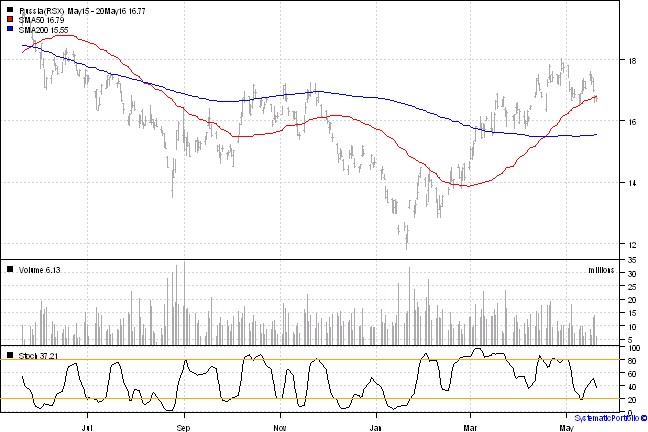 Russia(RSX) May15 - 20May16 16.77
SMA50 16.79
SMA200 15.55
18
16
14
12
Volume 6.13
millions
35
30
25
20
15
10
5
Stoch 37.21
100
80
60
40
20
0
Jul Sep Nov Jan Mar May
SystematicPortfolio ©